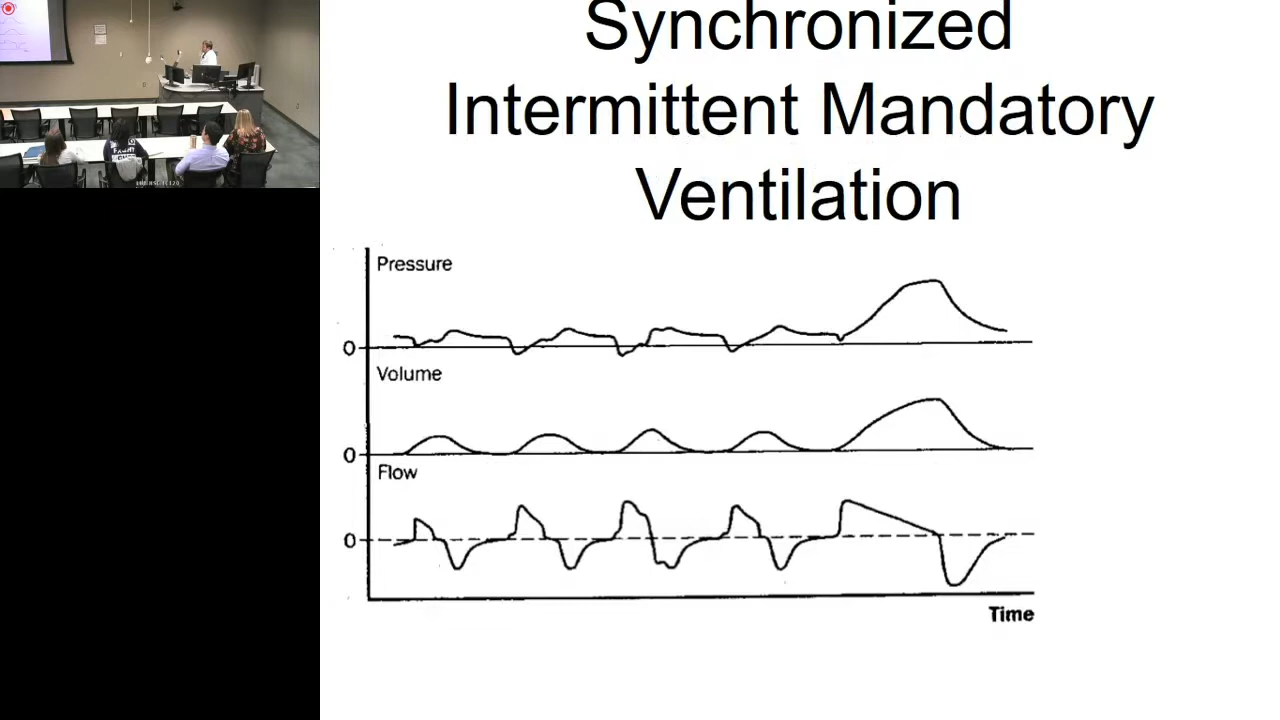 Synchronized
Intermittent Mandatory
Ventilation
Pressure
0
Volume
0
Flow
0
Time